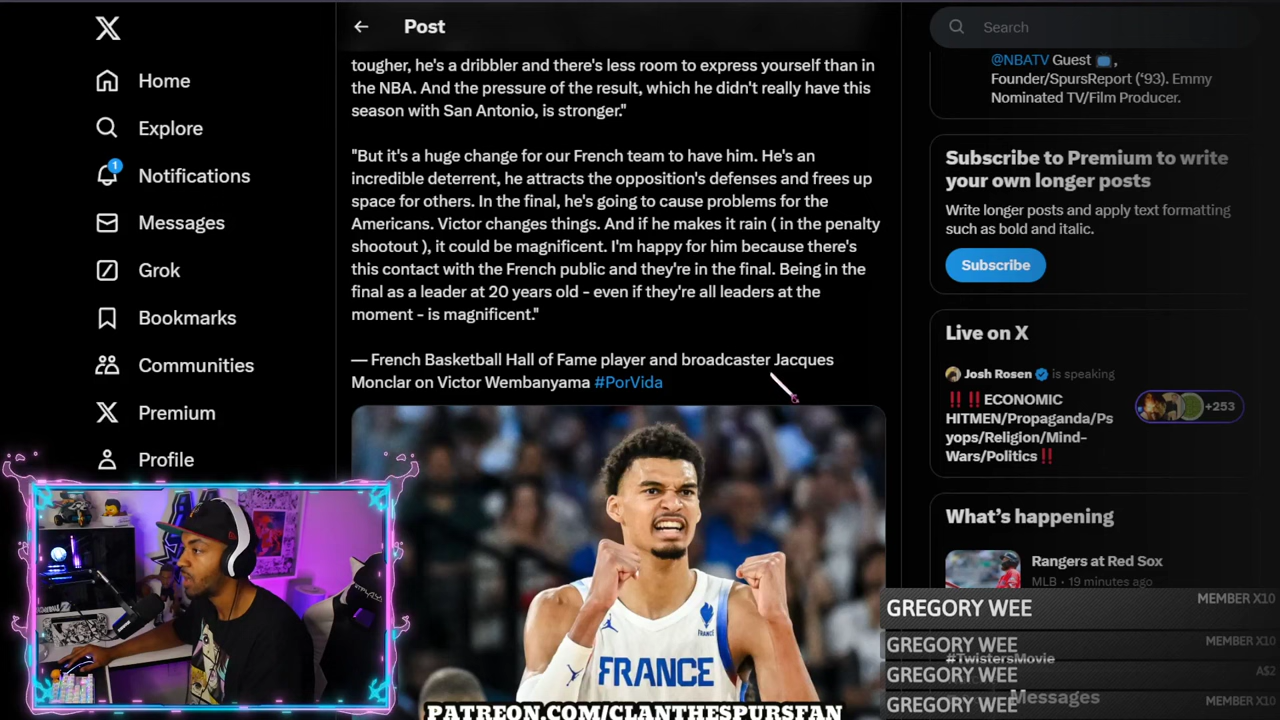 Post
Search
Home
Explore
1
Notifications
Messages
Grok
Bookmarks
Communities
Premium
Profile
tougher, he's a dribbler and there's less room to express yourself than in
the NBA. And the pressure of the result, which he didn't really have this
season with San Antonio, is stronger."
"But it's a huge change for our French team to have him. He's an
incredible deterrent, he attracts the opposition's defenses and frees up
space for others. In the final, he's going to cause problems for the
Americans. Victor changes things. And if he makes it rain ( in the penalty
shootout ), it could be magnificent. I'm happy for him because there's
this contact with the French public and they're in the final. Being in the
final as a leader at 20 years old - even if they're all leaders at the
moment - is magnificent."
— French Basketball Hall of Fame player and broadcaster Jacques
Monclar on Victor Wembanyama #PorVida
FRANCE
FRANCE
PATREON.COM/CLANTHESPURSFAN
@NBATV Guest ,
Founder/SpursReport ('93). Emmy
Nominated TV/Film Producer.
Subscribe to Premium to write
your own longer posts
Write longer posts and apply text formatting
such as bold and italic.
Subscribe
Live on X
Josh Rosen is speaking
‼️‼️ECONOMIC
HITMEN/Propaganda/Ps
yops/Religion/Mind-
Wars/Politics‼️
+253
What's happening
Rangers at Red Sox
MLB · 19 minutes ago
GREGORY WEE MEMBER X10
GREGORY WEE MEMBER X10
#TwistersMovie
GREGORY WEE A$2
GREGORY WEE MEMBER X10
Messages